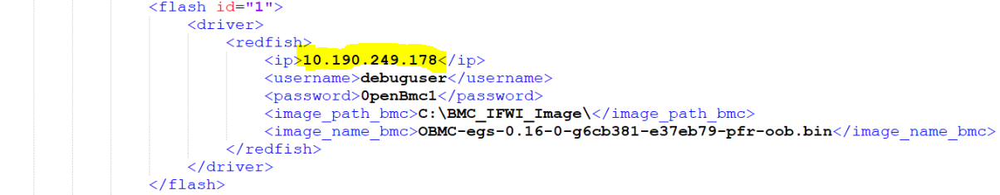 <flash id="1">
<driver>
<redfish>
<ip>10.190.249.178</ip>
<username>debuguser</username>
<password>0penBmc1</password>
<image_path_bmc>C:\BMC_IFWI_Image\</image_path_bmc>
<image_name_bmc>OBMC-egs-0.16-0-g6cb381-e37eb79-pfr-oob.bin</image_name_bmc>
</redfish>
</driver>
</flash>